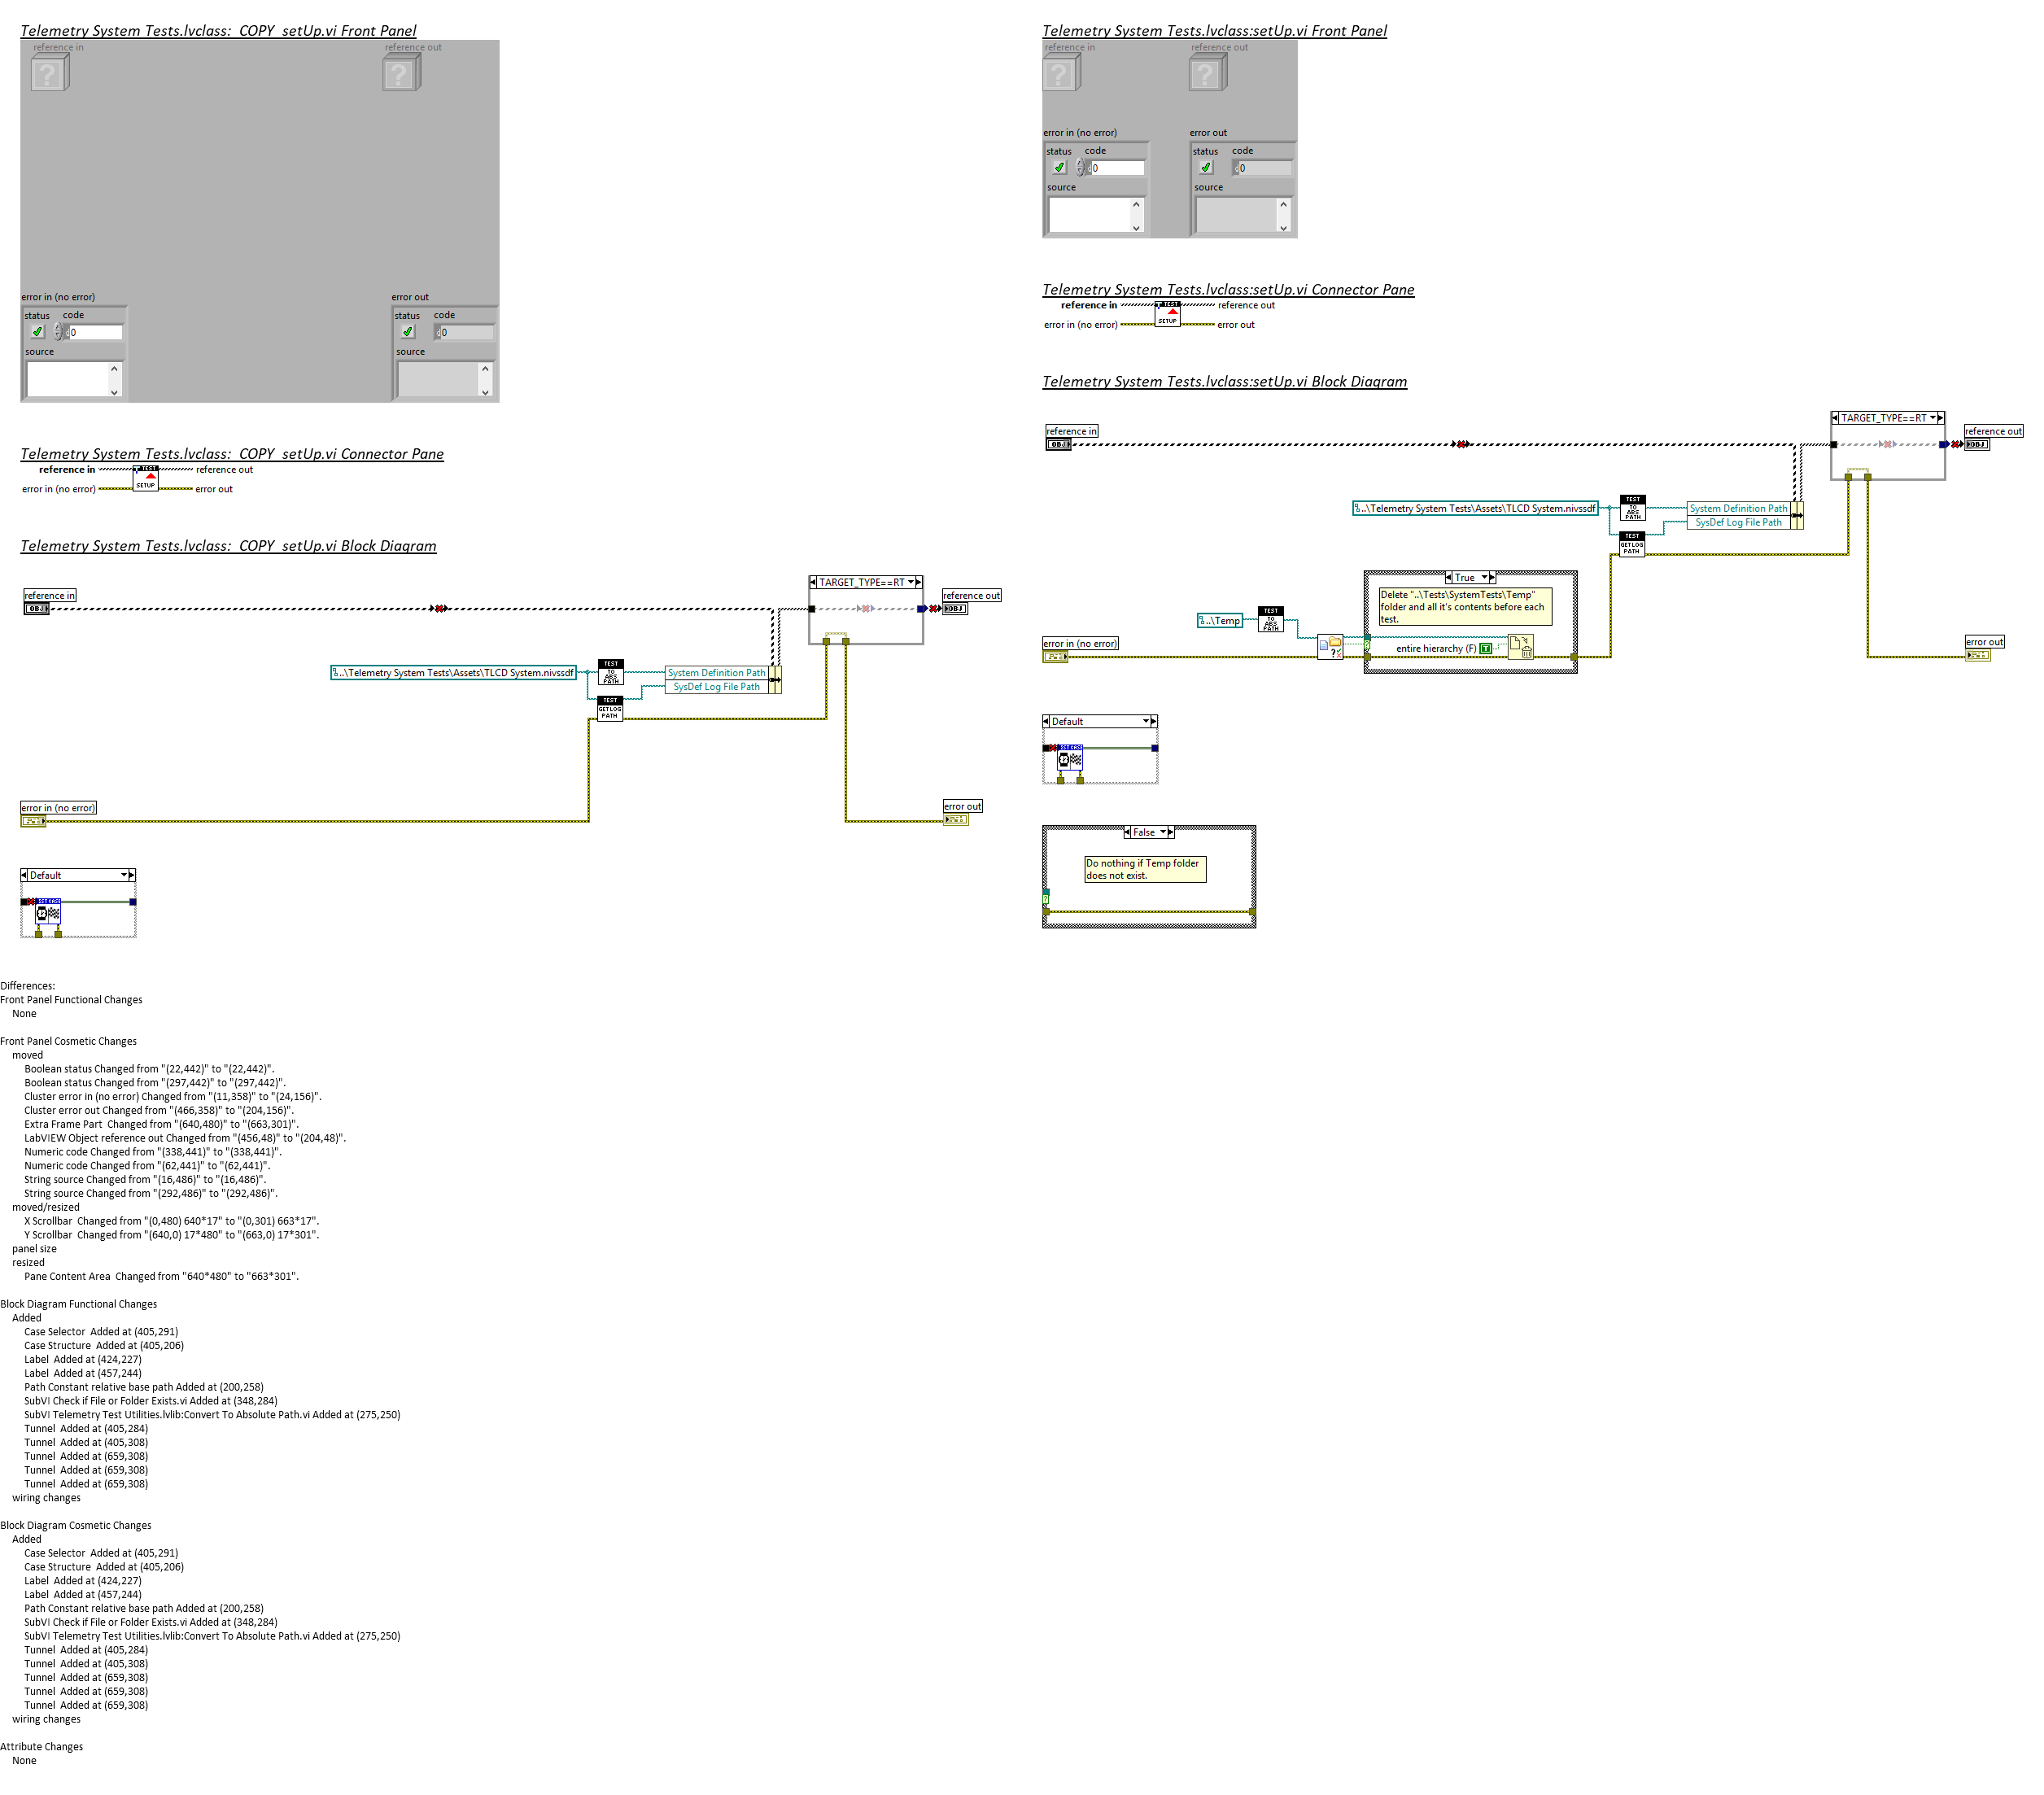 Telemetry System Tests.lvclass:  COPY  setUp.vi Front Panel
reference in
reference out
error in (no error)
error out
status code
0
status code
0
source
source
Telemetry System Tests.lvclass:  COPY  setUp.vi Connector Pane
reference in
reference out
TEST
SETUP
error in (no error)
error out
Telemetry System Tests.lvclass:  COPY  setUp.vi Block Diagram
TARGET_TYPE==RT
reference in
OBJ
reference out
OBJ
..\Telemetry System Tests\Assets\TLCD System.nivssdf
TEST
TO
ABS
PATH
System Definition Path
SysDef Log File Path
TEST
GETLOG
PATH
error in (no error)
error out
Default
Telemetry System Tests.lvclass:setUp.vi Front Panel
reference in
reference out
error in (no error)
error out
status code
0
status code
0
source
source
Telemetry System Tests.lvclass:setUp.vi Connector Pane
reference in
reference out
TEST
SETUP
error in (no error)
error out
Telemetry System Tests.lvclass:setUp.vi Block Diagram
TARGET_TYPE==RT
reference in
OBJ
reference out
OBJ
..\Telemetry System Tests\Assets\TLCD System.nivssdf
TEST
TO
ABS
PATH
System Definition Path
SysDef Log File Path
TEST
GETLOG
PATH
True
Delete "..\Tests\SystemTests\Temp"
folder and all it's contents before each
test.
..\Temp
TEST
TO
ABS
PATH
entire hierarchy (F)
T
error in (no error)
error out
Default
False
Do nothing if Temp folder
does not exist.
Differences:
Front Panel Functional Changes
None
Front Panel Cosmetic Changes
moved
Boolean status Changed from "(22,442)" to "(22,442)".
Boolean status Changed from "(297,442)" to "(297,442)".
Cluster error in (no error) Changed from "(11,358)" to "(24,156)".
Cluster error out Changed from "(466,358)" to "(204,156)".
Extra Frame Part  Changed from "(640,480)" to "(663,301)".
LabVIEW Object reference out Changed from "(456,48)" to "(204,48)".
Numeric code Changed from "(338,441)" to "(338,441)".
Numeric code Changed from "(62,441)" to "(62,441)".
String source Changed from "(16,486)" to "(16,486)".
String source Changed from "(292,486)" to "(292,486)".
moved/resized
X Scrollbar  Changed from "(0,480) 640*17" to "(0,301) 663*17".
Y Scrollbar  Changed from "(640,0) 17*480" to "(663,0) 17*301".
panel size
resized
Pane Content Area  Changed from "640*480" to "663*301".
Block Diagram Functional Changes
Added
Case Selector  Added at (405,291)
Case Structure  Added at (405,206)
Label  Added at (424,227)
Label  Added at (457,244)
Path Constant relative base path Added at (200,258)
SubVI Check if File or Folder Exists.vi Added at (348,284)
SubVI Telemetry Test Utilities.lvlib:Convert To Absolute Path.vi Added at (275,250)
Tunnel  Added at (405,284)
Tunnel  Added at (405,308)
Tunnel  Added at (659,308)
Tunnel  Added at (659,308)
Tunnel  Added at (659,308)
wiring changes
Block Diagram Cosmetic Changes
Added
Case Selector  Added at (405,291)
Case Structure  Added at (405,206)
Label  Added at (424,227)
Label  Added at (457,244)
Path Constant relative base path Added at (200,258)
SubVI Check if File or Folder Exists.vi Added at (348,284)
SubVI Telemetry Test Utilities.lvlib:Convert To Absolute Path.vi Added at (275,250)
Tunnel  Added at (405,284)
Tunnel  Added at (405,308)
Tunnel  Added at (659,308)
Tunnel  Added at (659,308)
Tunnel  Added at (659,308)
wiring changes
Attribute Changes
None